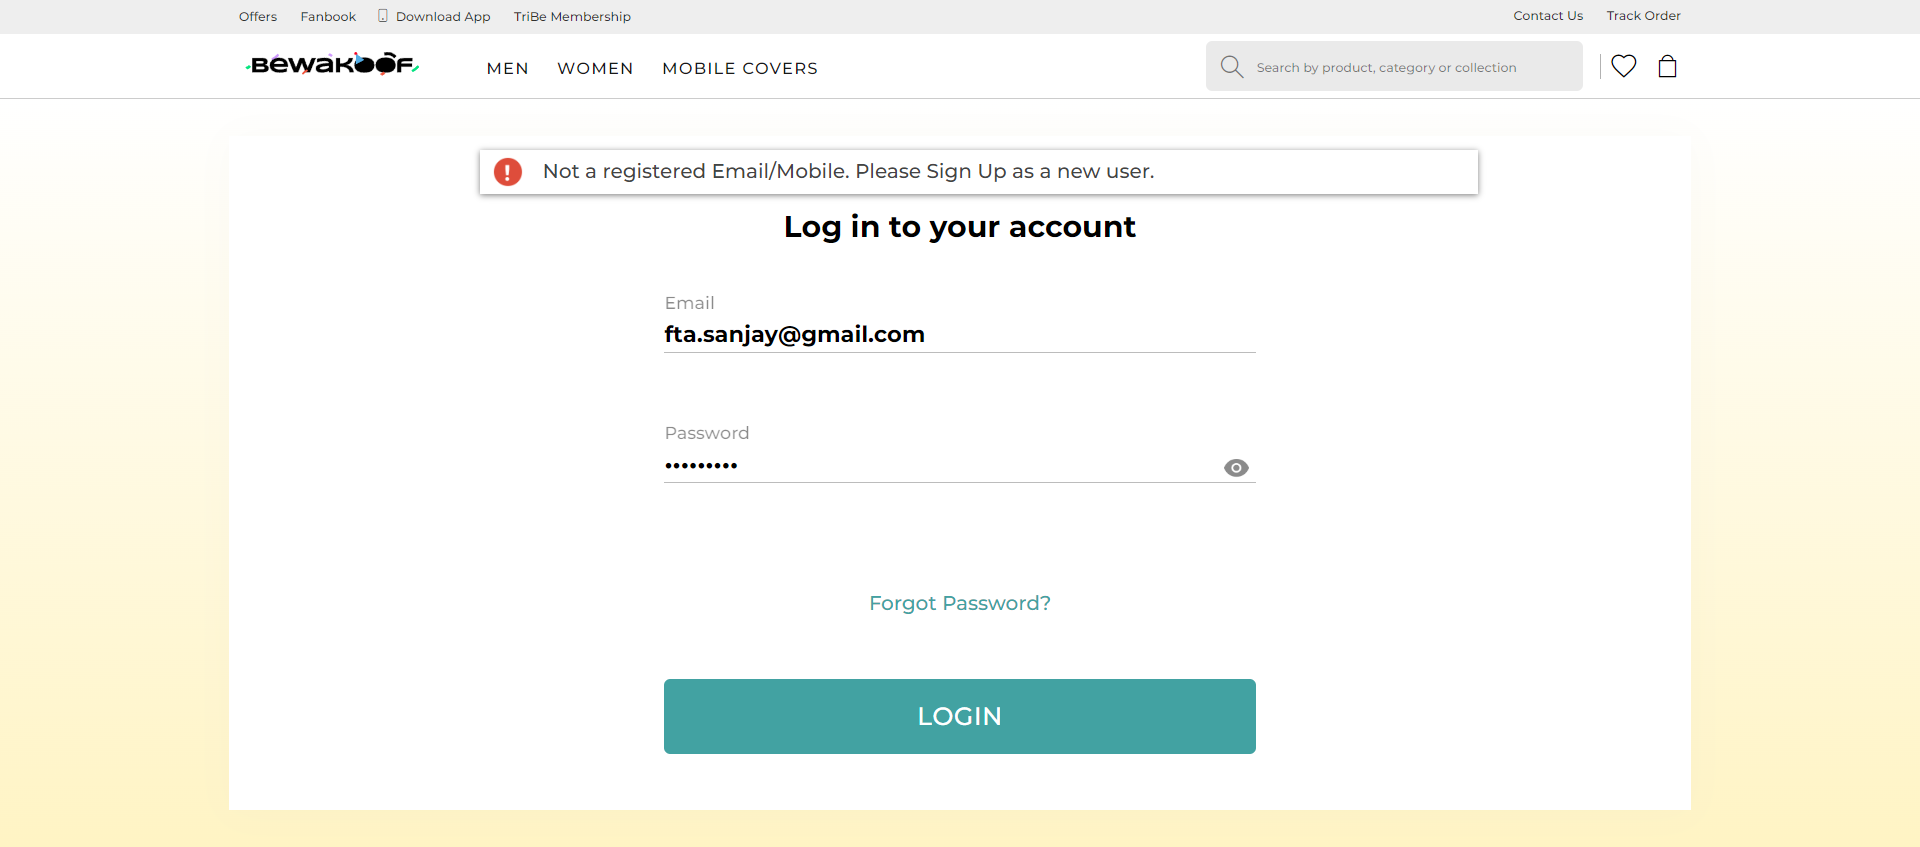 Offers Fanbook Download App TriBe Membership Contact Us Track Order
BEWAKOOF MEN WOMEN MOBILE COVERS Search by product, category or collection
Not a registered Email/Mobile. Please Sign Up as a new user.
Log in to your account
Email
fta.sanjay@gmail.com
Password
•••••••••
Forgot Password?
LOGIN